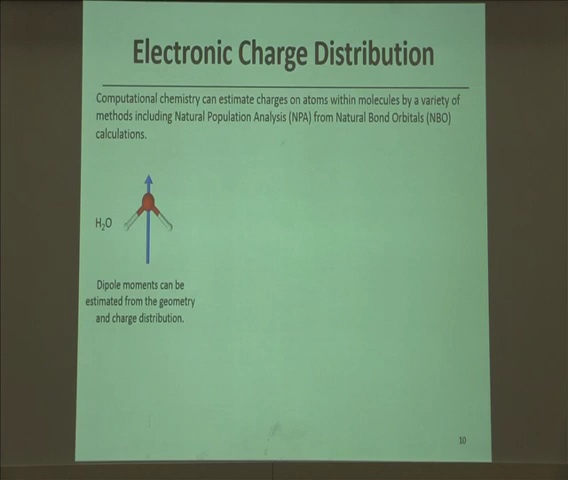 Electronic Charge Distribution
Computational chemistry can estimate charges on atoms within molecules by a variety of
methods including Natural Population Analysis (NPA) from Natural Bond Orbitals (NBO)
calculations.
H₂O
Dipole moments can be
estimated from the geometry
and charge distribution.
10